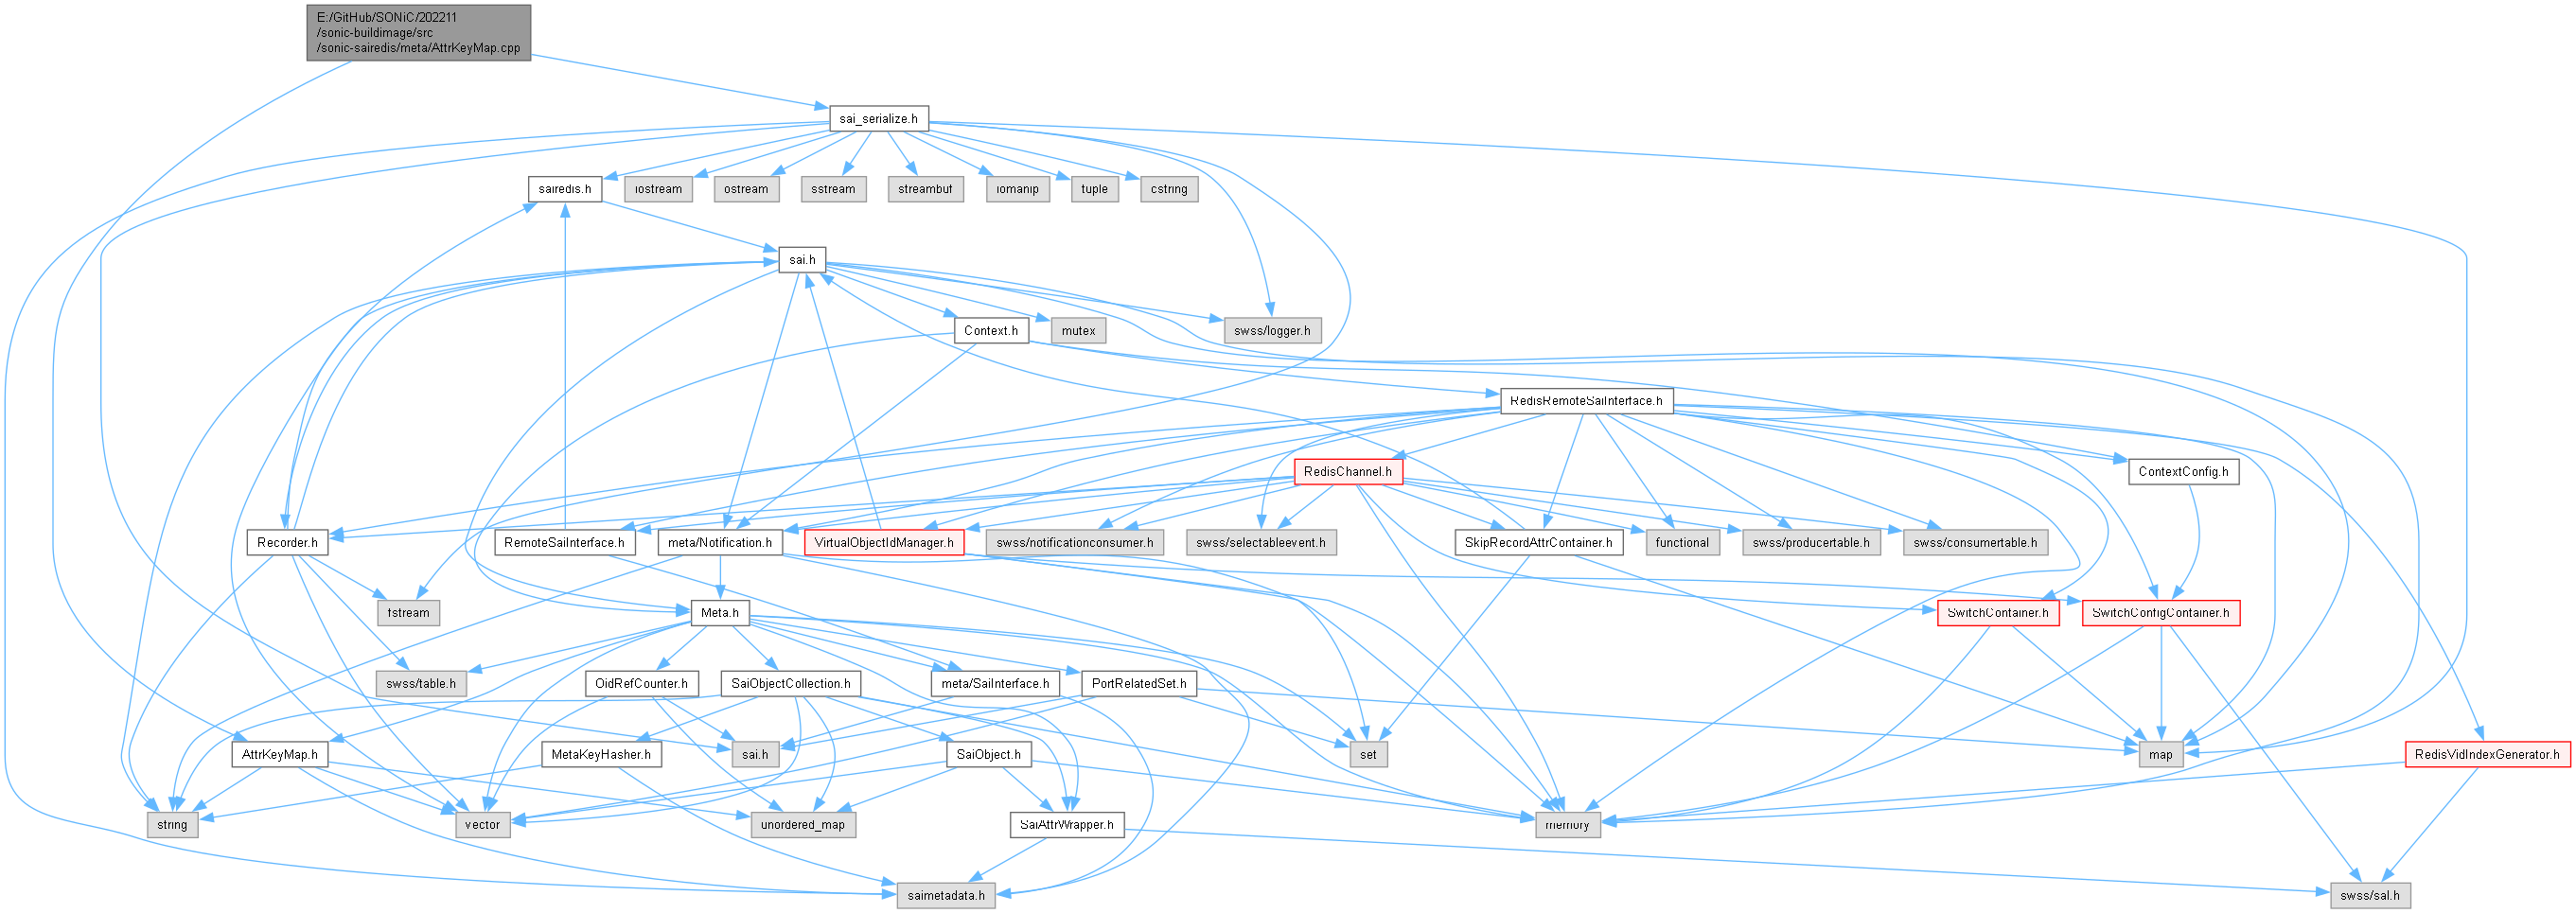 E:/GitHub/SONiC/202211
/sonic-buildimage/src
/sonic-sairedis/meta/AttrKeyMap.cpp
sai_serialize.h
sairedis.h
iostream
ostream
sstream
streambuf
iomanip
tuple
cstring
sai.h
Context.h
mutex
swss/logger.h
RedisRemoteSaiInterface.h
RedisChannel.h
ContextConfig.h
Recorder.h
RemoteSaiInterface.h
meta/Notification.h
VirtualObjectIdManager.h
swss/notificationconsumer.h
swss/selectableevent.h
SkipRecordAttrContainer.h
functional
swss/producertable.h
swss/consumertable.h
fstream
Meta.h
SwitchContainer.h
SwitchConfigContainer.h
swss/table.h
OidRefCounter.h
SaiObjectCollection.h
meta/SaiInterface.h
PortRelatedSet.h
AttrKeyMap.h
MetaKeyHasher.h
sai.h
SaiObject.h
set
map
RedisVidIndexGenerator.h
string
vector
unordered_map
SaiAttrWrapper.h
memory
saimetadata.h
swss/sal.h